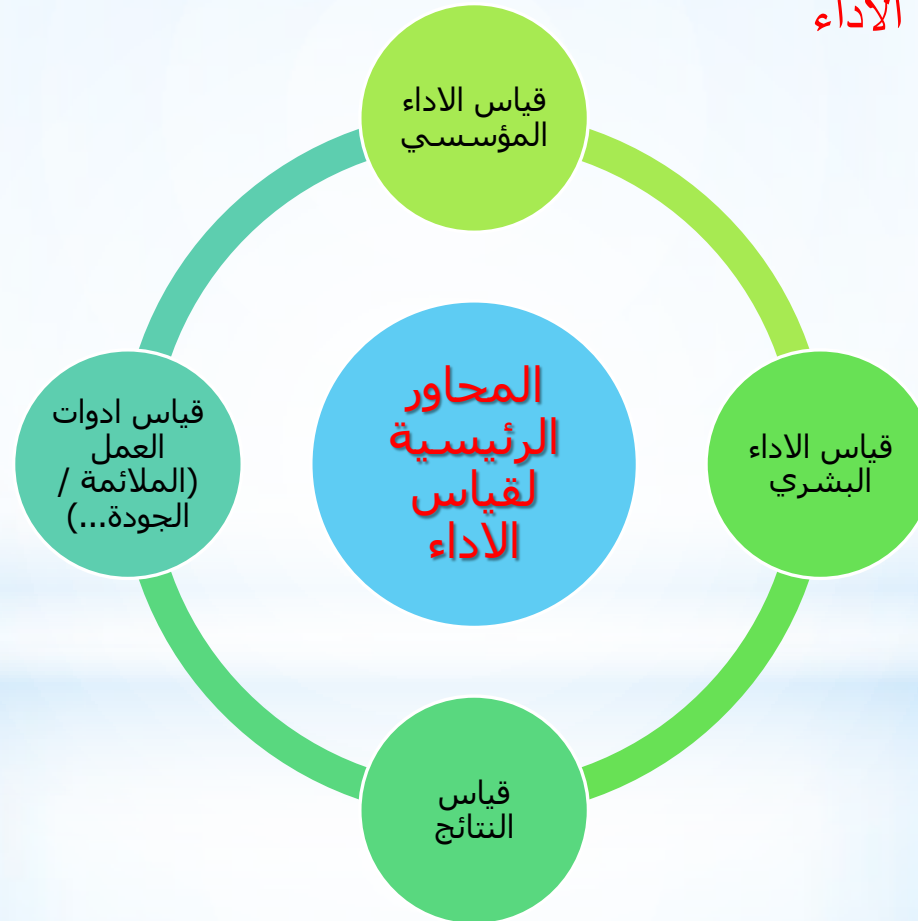 الاداء
قياس الاداء
المؤسسي
المحاور
الرئيسية
لقياس
الاداء
قياس الاداء
البشري
قياس
النتائج
قياس ادوات
العمل
(الملائمة /
الجودة...)